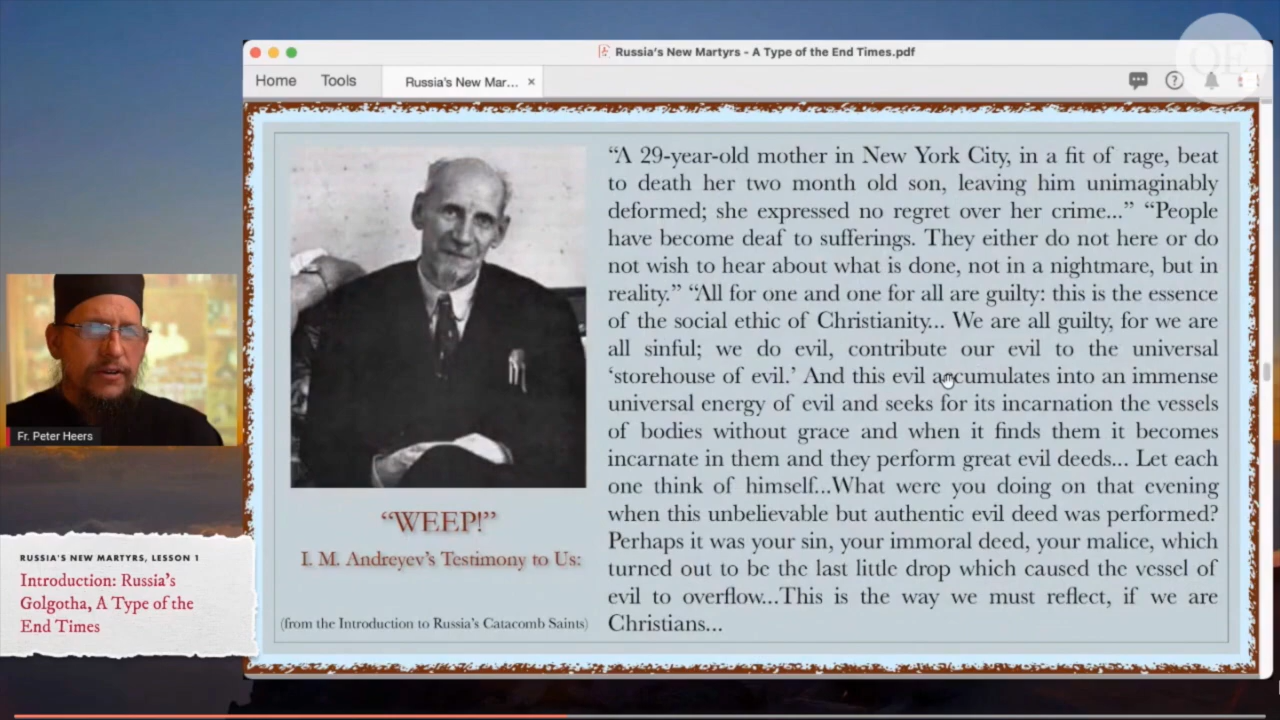 Russia's New Martyrs - A Type of the End Times.pdf
Home
Tools
Russia's New Mar...
“A 29-year-old mother in New York City, in a fit of rage, beat
to death her two month old son, leaving him unimaginably
deformed; she expressed no regret over her crime...” “People
have become deaf to sufferings. They either do not here or do
not wish to hear about what is done, not in a nightmare, but in
reality.” “All for one and one for all are guilty: this is the essence
of the social ethic of Christianity... We are all guilty, for we are
all sinful; we do evil, contribute our evil to the universal
‘storehouse of evil.’ And this evil accumulates into an immense
universal energy of evil and seeks for its incarnation the vessels
of bodies without grace and when it finds them it becomes
incarnate in them and they perform great evil deeds... Let each
one think of himself...What were you doing on that evening
when this unbelievable but authentic evil deed was performed?
Perhaps it was your sin, your immoral deed, your malice, which
turned out to be the last little drop which caused the vessel of
evil to overflow...This is the way we must reflect, if we are
Christians...
“WEEP!”
I. M. Andreyev's Testimony to Us:
(from the Introduction to Russia's Catacomb Saints)
Fr. Peter Heers
RUSSIA'S NEW MARTYRS, LESSON 1
Introduction: Russia's
Golgotha, A Type of the
End Times